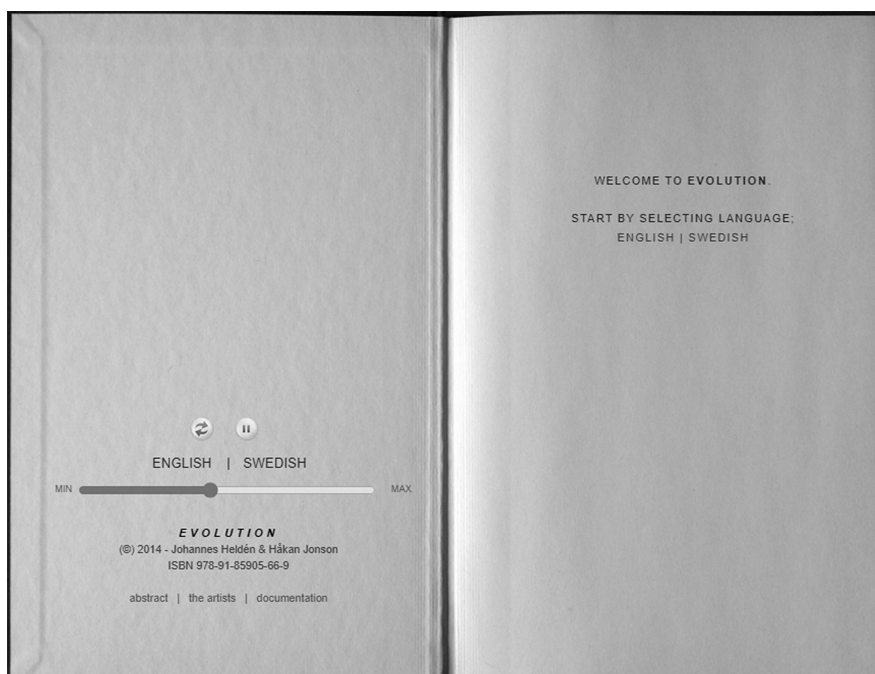 ENGLISH | SWEDISH
MIN MAX
EVOLUTION
(©) 2014 - Johannes Heldén & Håkan Jonson
ISBN 978-91-85905-66-9
abstract | the artists | documentation
WELCOME TO EVOLUTION.
START BY SELECTING LANGUAGE;
ENGLISH | SWEDISH